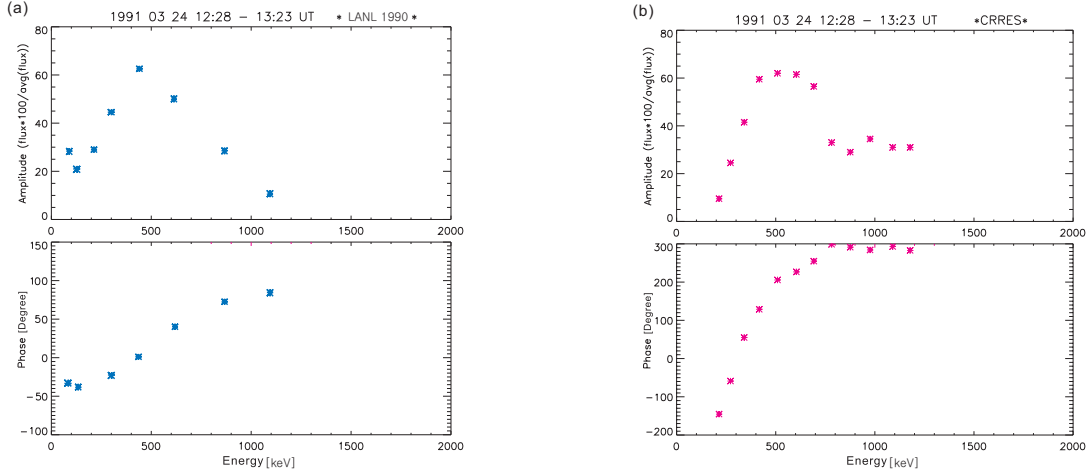 (a)
1991 03 24 12:28 – 13:23 UT * LANL 1990 *
Amplitude (flux*100/avg(flux))
80
60
40
20
0
0 500 1000 1500 2000
Phase [Degree]
150
100
50
0
−50
−100
0 500 1000 1500 2000
Energy [keV]
(b)
1991 03 24 12:28 – 13:23 UT *CRRES*
Amplitude (flux*100/avg(flux))
80
60
40
20
0
0 500 1000 1500 2000
Phase [Degree]
300
200
100
0
−100
−200
0 500 1000 1500 2000
Energy [keV]